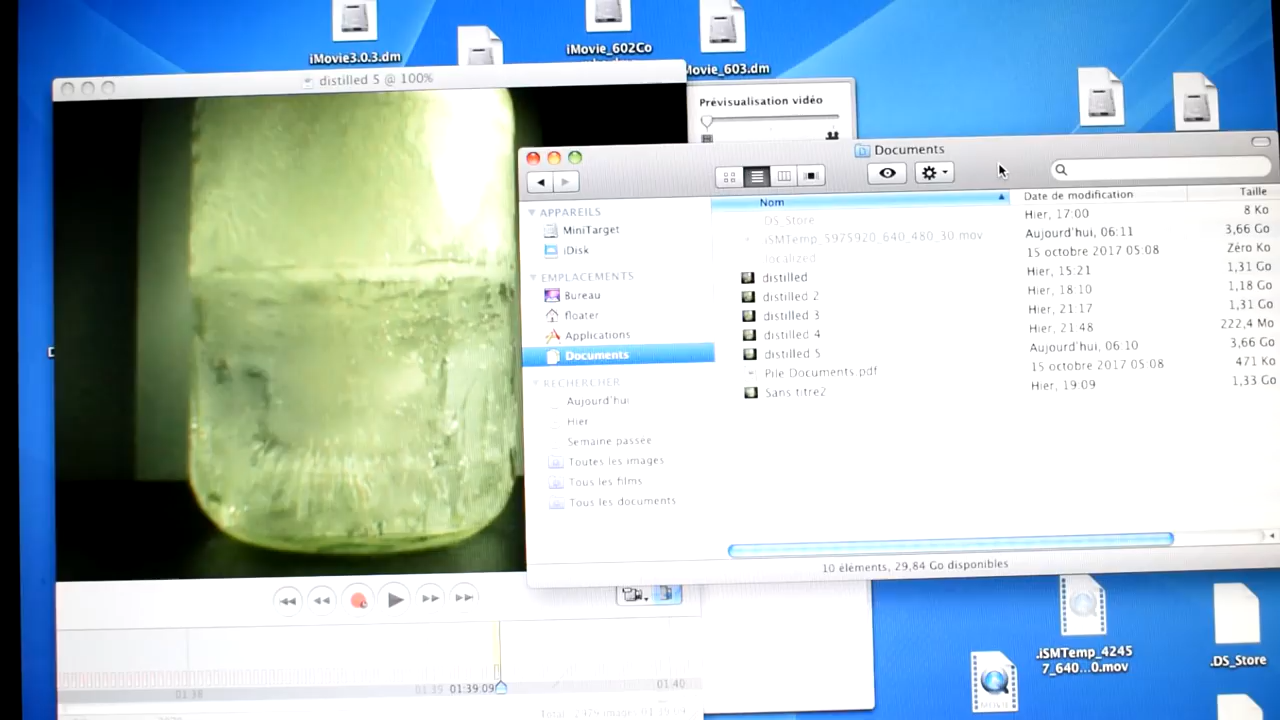 iMovie3.0.3.dm
iMovie_602Co
Movie_603.dm
distilled 5 @ 100%
Prévisualisation vidéo
Documents
APPAREILS
MiniTarget
iDisk
EMPLACEMENTS
Bureau
floater
Applications
Documents
RECHERCHER
Aujourd'hui
Hier
Semaine passée
Toutes les images
Tous les films
Tous les documents
Nom Date de modification Taille
DS_Store Hier, 17:00 8 Ko
iSMTemp_5975920_640_480_30.mov Aujourd'hui, 06:11 3,66 Go
localized 15 octobre 2017 05:08 Zéro Ko
distilled Hier, 15:21 1,31 Go
distilled 2 Hier, 18:10 1,18 Go
distilled 3 Hier, 21:17 1,31 Go
distilled 4 Hier, 21:48 222,4 Mo
distilled 5 Aujourd'hui, 06:10 3,66 Go
Pile Documents.pdf 15 octobre 2017 05:08 471 Ko
Sans titre2 Hier, 19:09 1,33 Go
10 éléments, 29,84 Go disponibles
01:38 01:39 01:39:09 01:40
.iSMTemp_4245
7_640...0.mov
.DS_Store
MOVIE